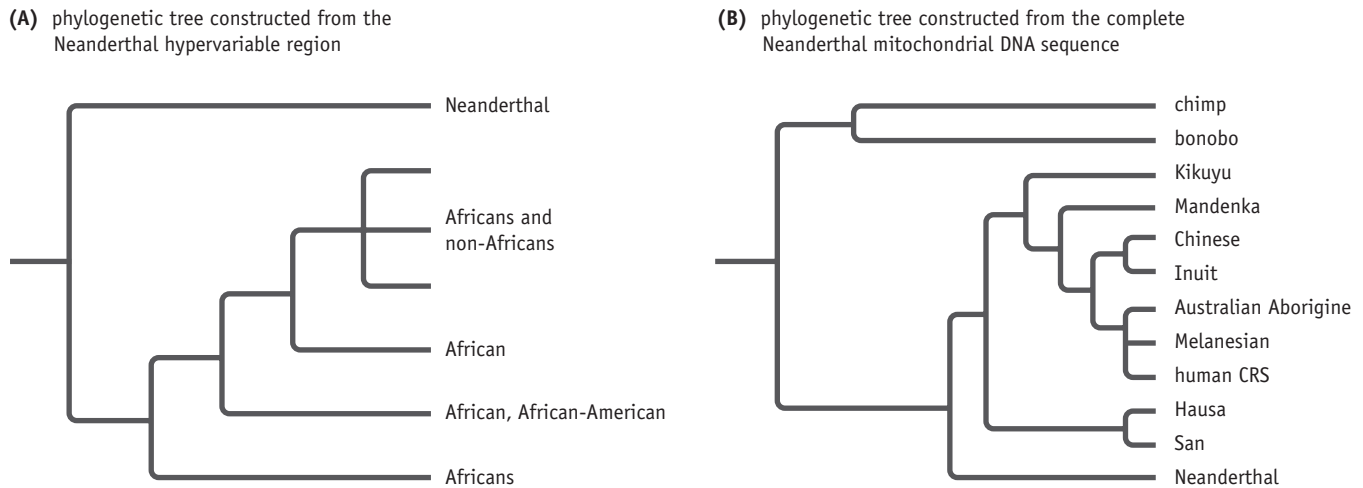 (A) phylogenetic tree constructed from the
Neanderthal hypervariable region
Neanderthal
Africans and
non-Africans
African
African, African-American
Africans
(B) phylogenetic tree constructed from the complete
Neanderthal mitochondrial DNA sequence
chimp
bonobo
Kikuyu
Mandenka
Chinese
Inuit
Australian Aborigine
Melanesian
human CRS
Hausa
San
Neanderthal